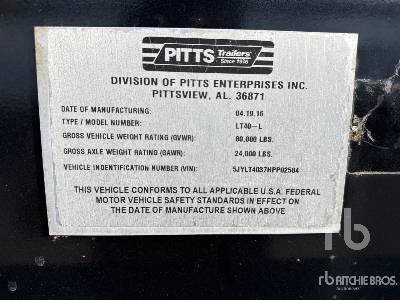 PITTS Trailers
Since 1976
DIVISION OF PITTS ENTERPRISES INC.
PITTSVIEW, AL. 36871
DATE OF MANUFACTURING: 04.19.16
TYPE / MODEL NUMBER: LT40-L
GROSS VEHICLE WEIGHT RATING (GVWR): 80,000 LBS.
GROSS AXLE WEIGHT RATING (GAWR): 24,000 LBS.
VEHICLE INDENTIFICATION NUMBER (VIN): 5JYLT4037HPP02504
THIS VEHICLE CONFORMS TO ALL APPLICABLE U.S.A. FEDERAL
MOTOR VEHICLE SAFETY STANDARDS IN EFFECT ON
THE DATE OF MANUFACTURE SHOWN ABOVE
rb
rb RITCHIE BROS.
Auctioneers